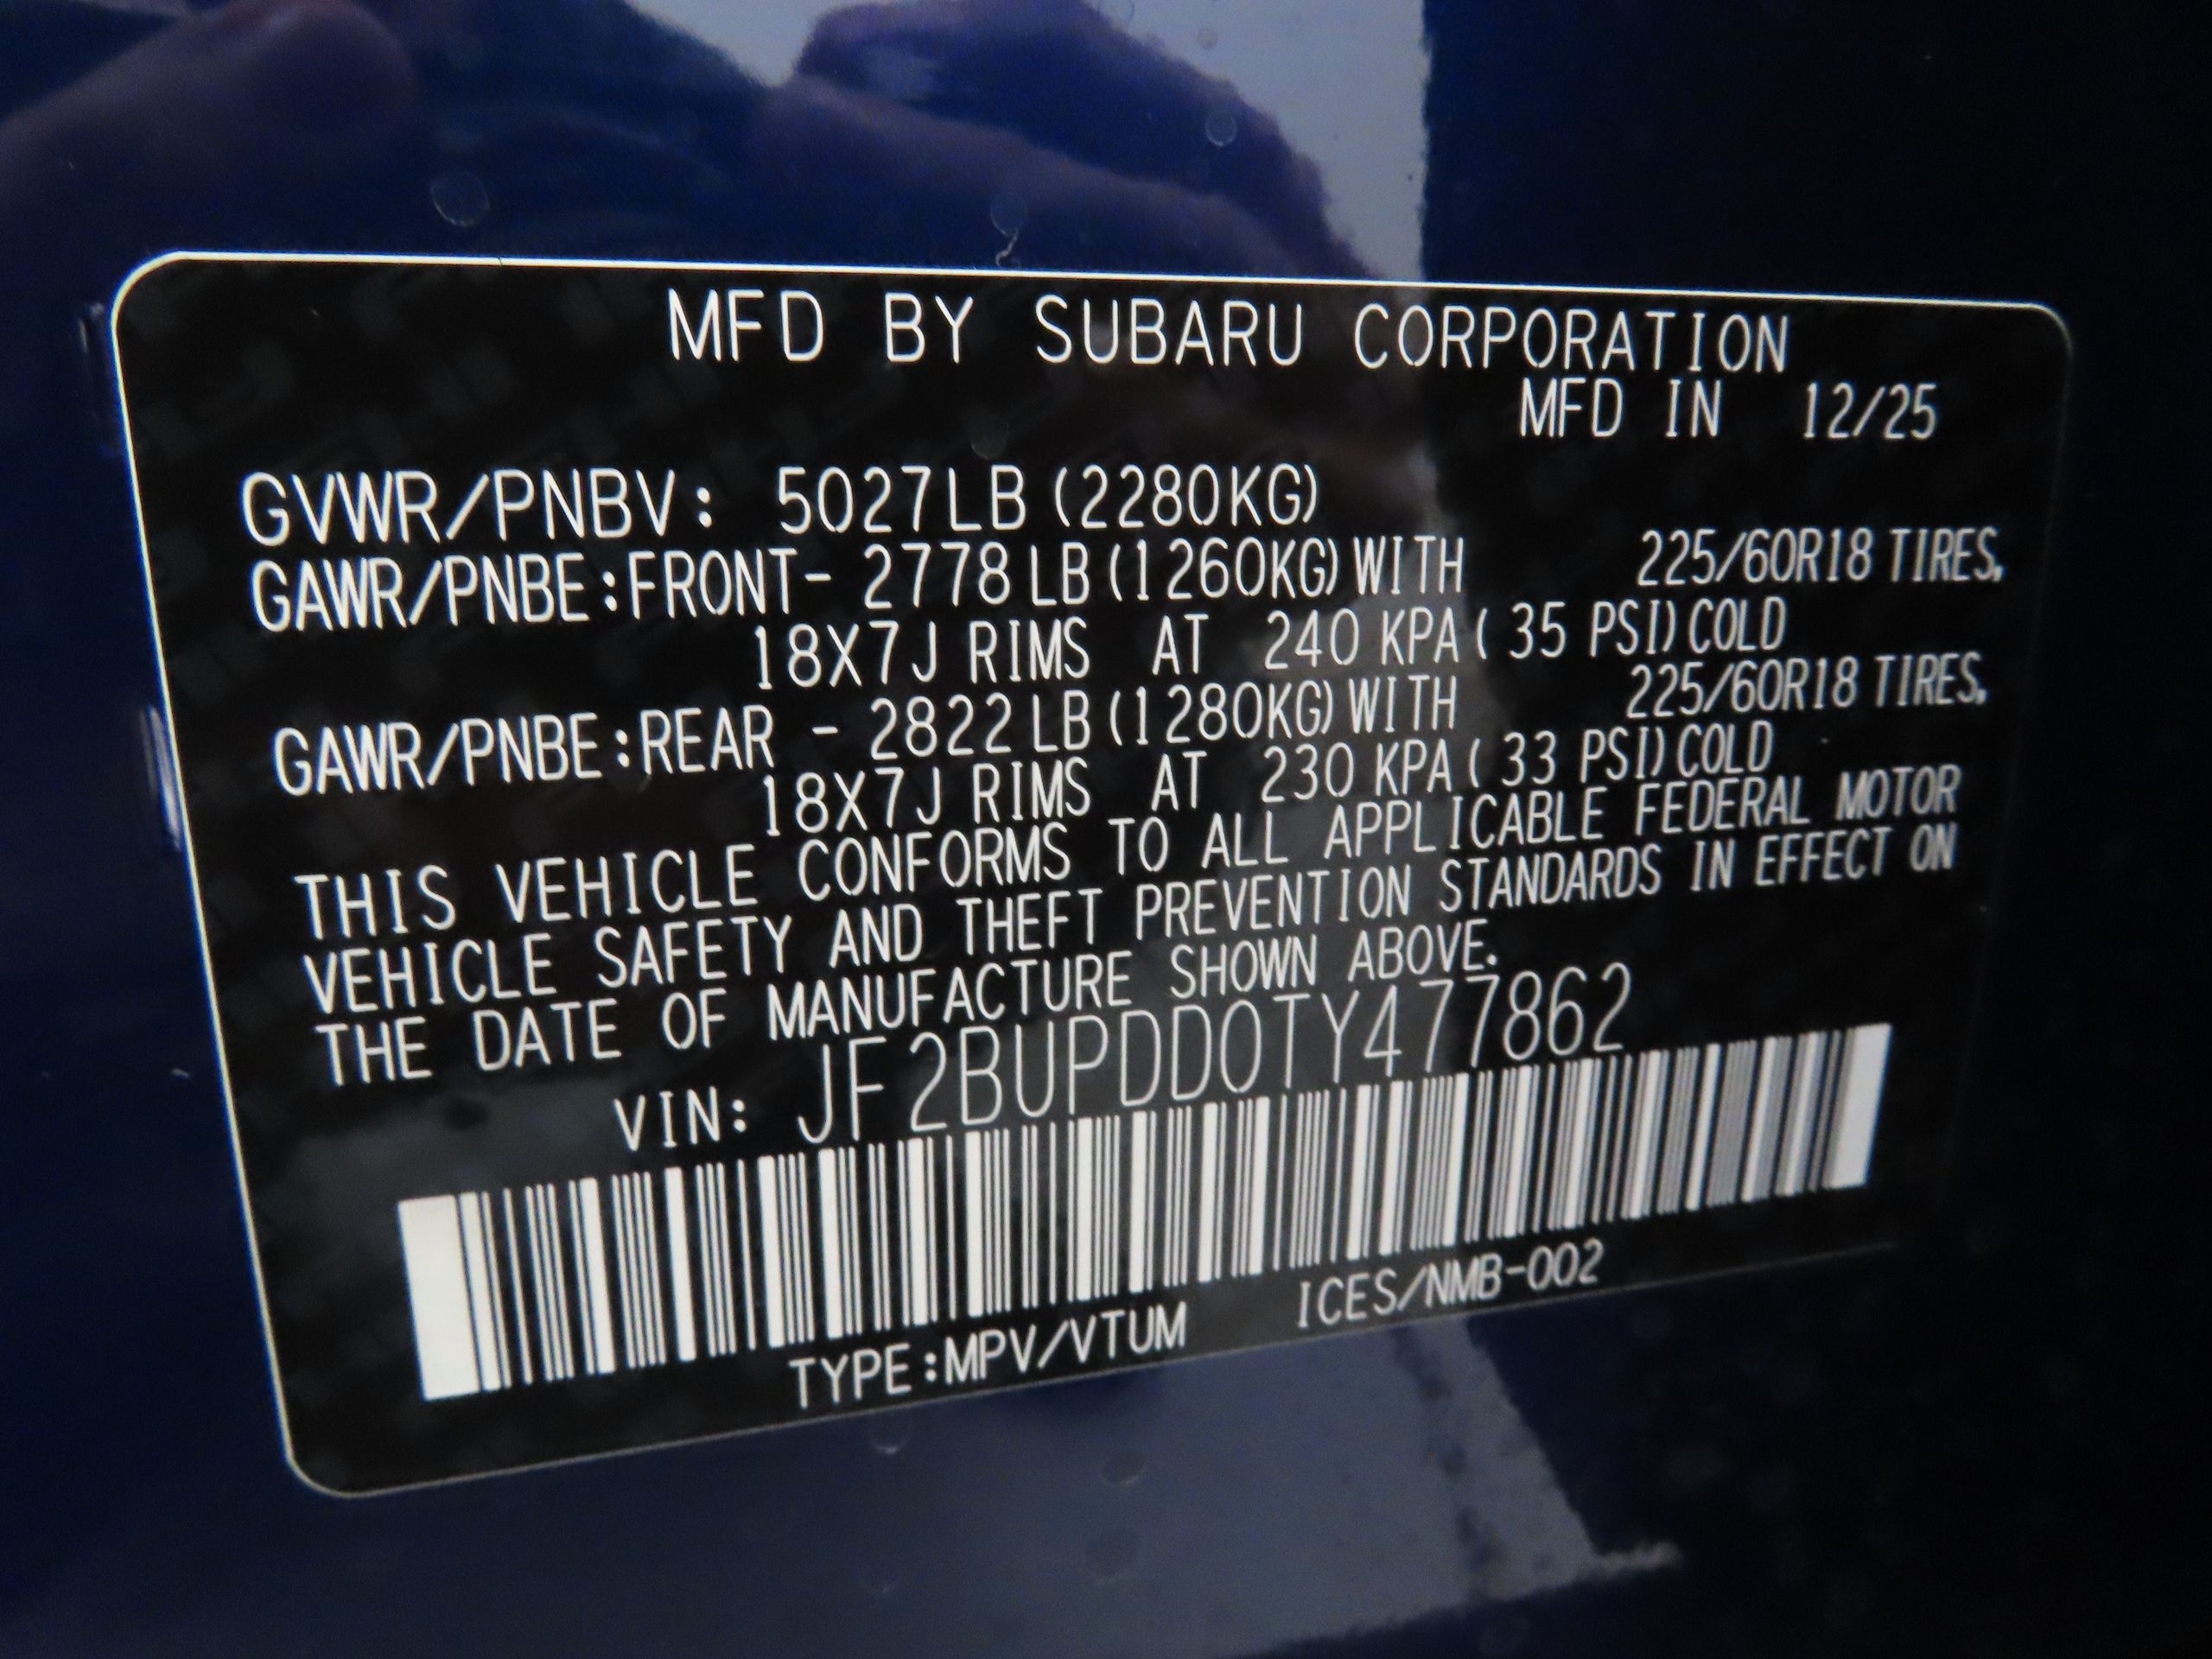 MFD BY SUBARU CORPORATION
MFD IN 12/25
GVWR/PNBV: 5027LB (2280KG)
GAWR/PNBE:FRONT- 2778 LB (1260KG) WITH 225/60R18 TIRES,
18X7J RIMS AT 240 KPA ( 35 PSI) COLD
GAWR/PNBE:REAR - 2822 LB (1280KG) WITH 225/60R18 TIRES,
18X7J RIMS AT 230 KPA ( 33 PSI) COLD
THIS VEHICLE CONFORMS TO ALL APPLICABLE FEDERAL MOTOR
VEHICLE SAFETY AND THEFT PREVENTION STANDARDS IN EFFECT ON
THE DATE OF MANUFACTURE SHOWN ABOVE.
VIN: JF2BUPDD0TY477862
TYPE:MPV/VTUM ICES/NMB-002